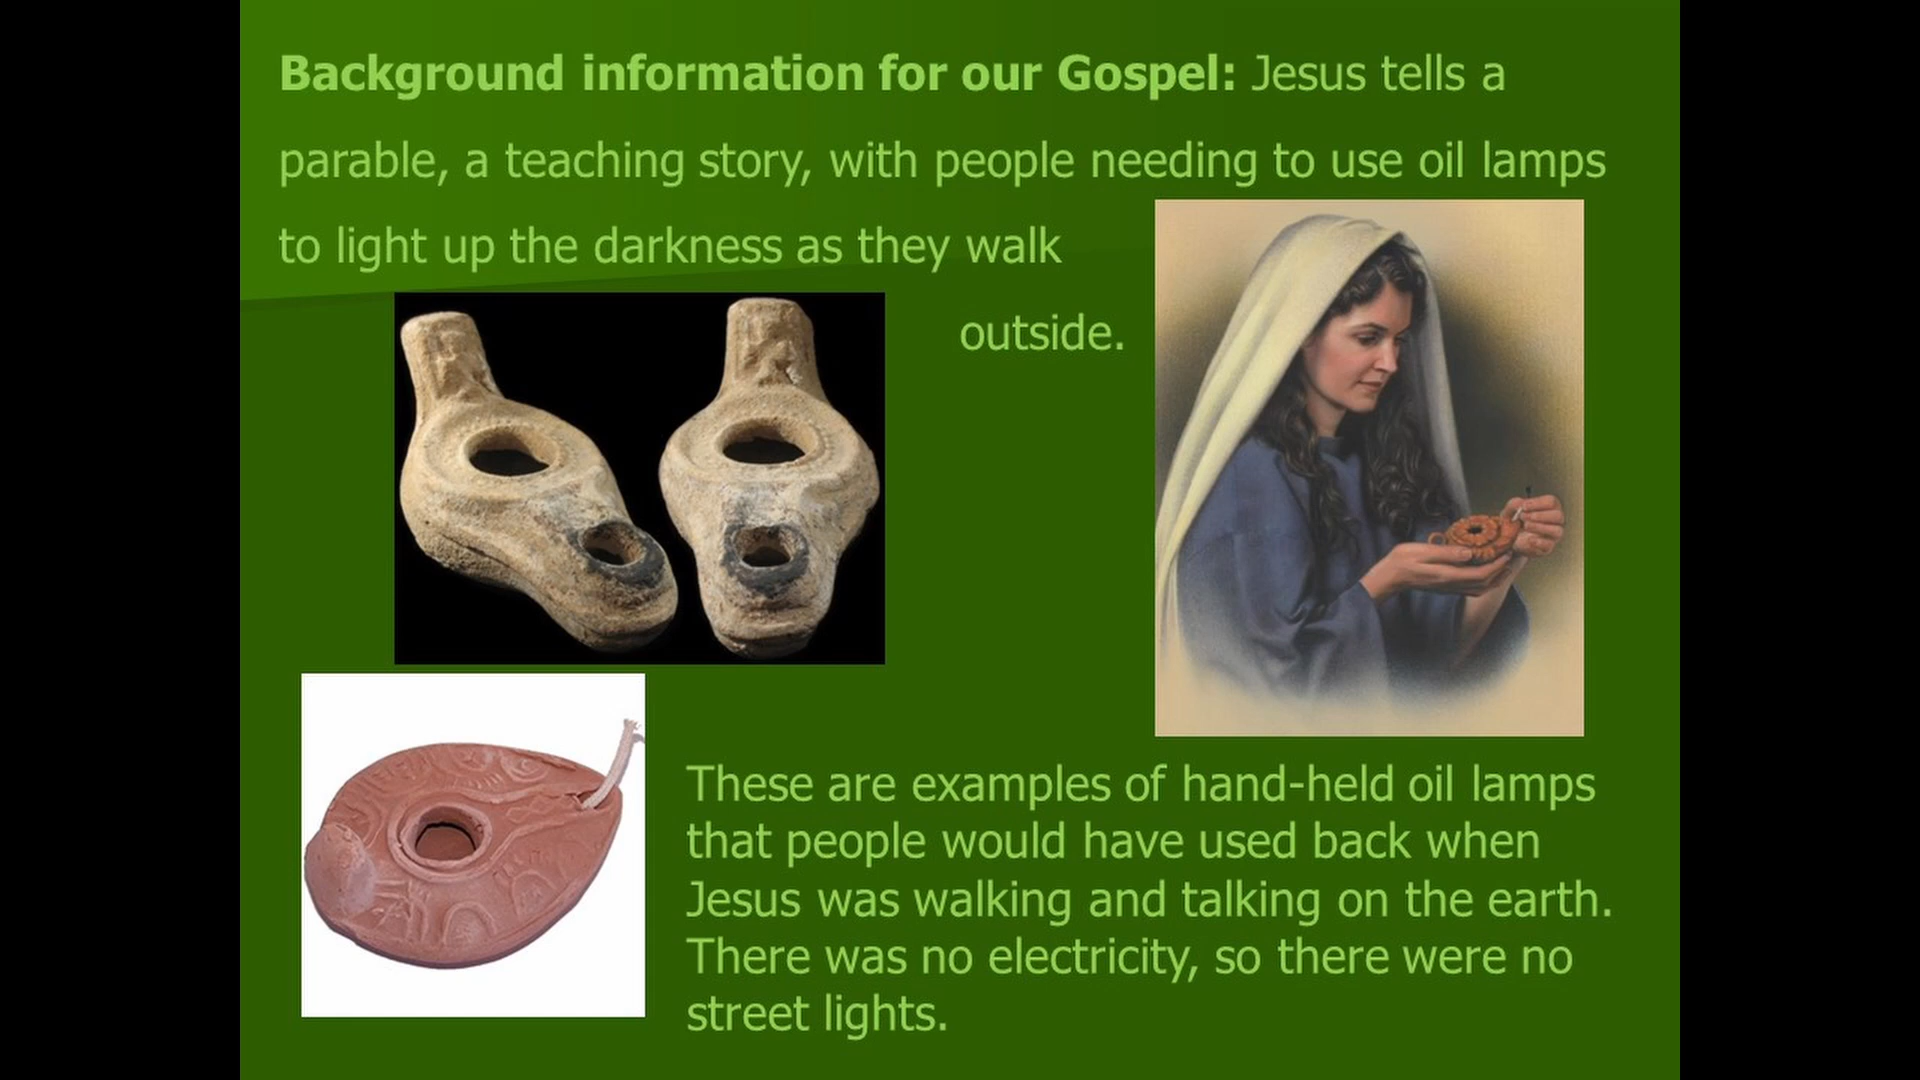 Background information for our Gospel: Jesus tells a
parable, a teaching story, with people needing to use oil lamps
to light up the darkness as they walk
outside.
These are examples of hand-held oil lamps
that people would have used back when
Jesus was walking and talking on the earth.
There was no electricity, so there were no
street lights.